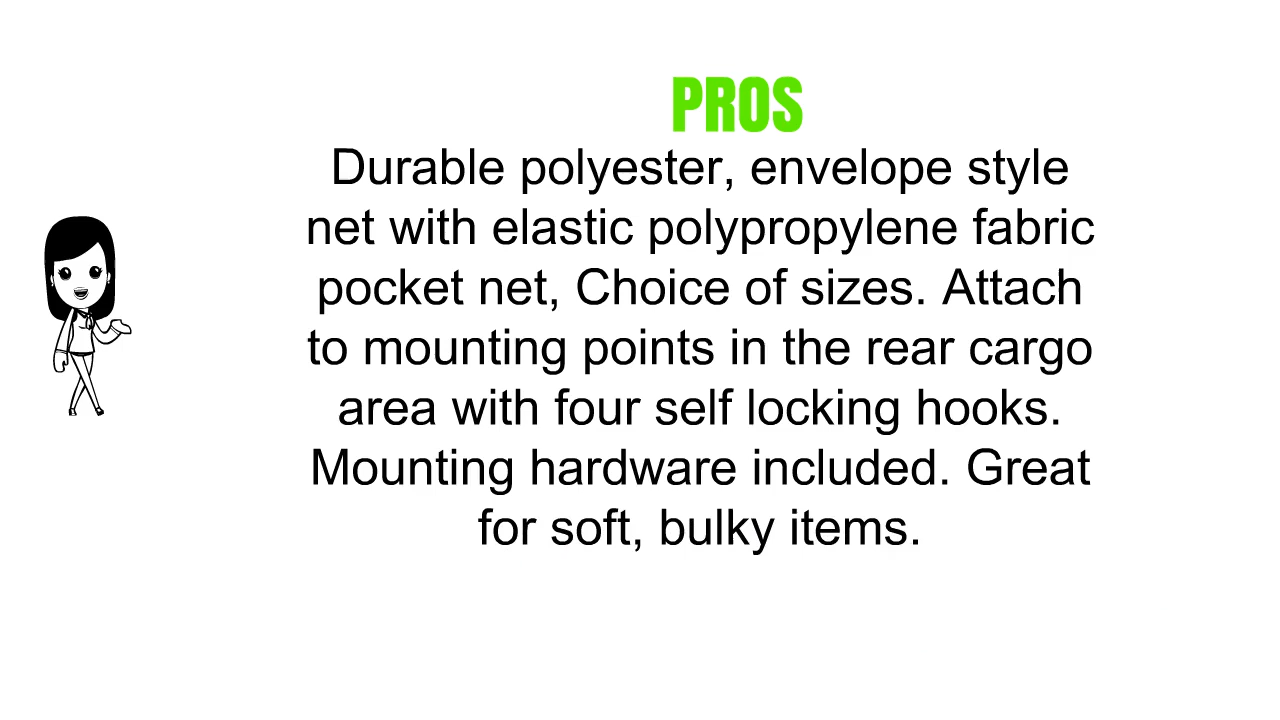 PROS
Durable polyester, envelope style
net with elastic polypropylene fabric
pocket net, Choice of sizes. Attach
to mounting points in the rear cargo
area with four self locking hooks.
Mounting hardware included. Great
for soft, bulky items.